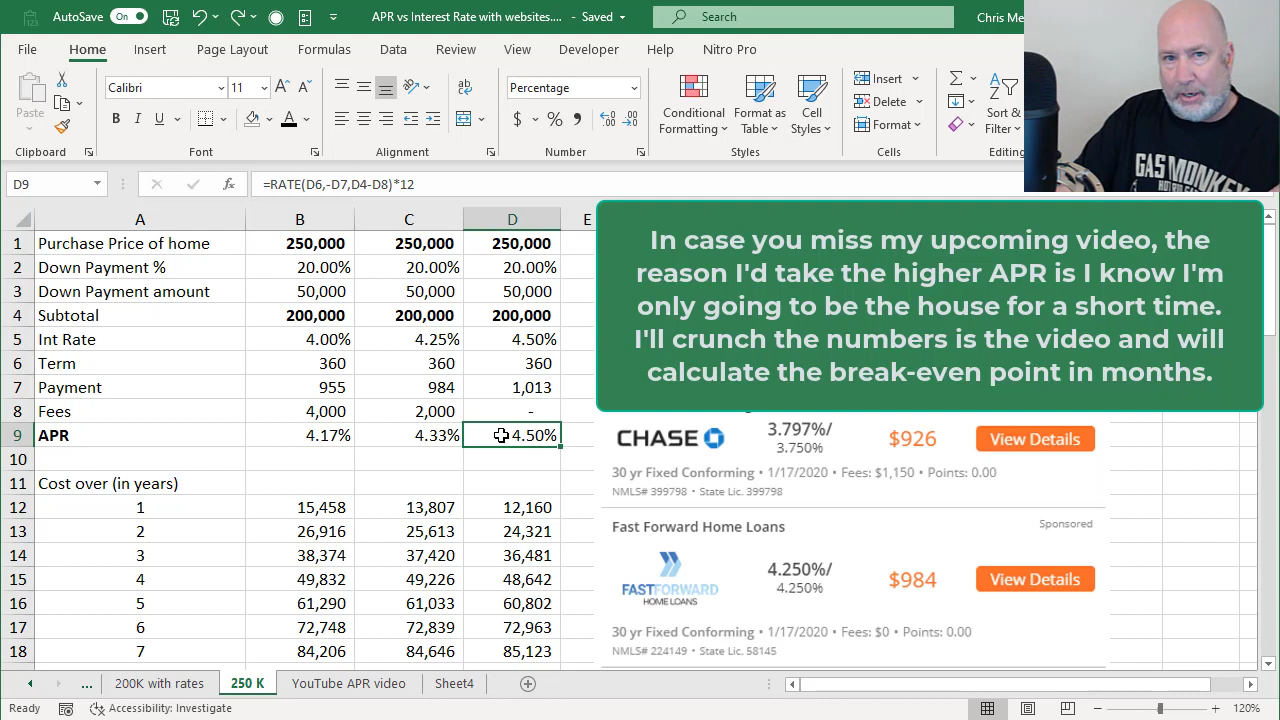 AutoSave On APR vs Interest Rate with websites.... - Saved Search Chris Me
File Home Insert Page Layout Formulas Data Review View Developer Help Nitro Pro
Paste
Calibri 11
B I U
Percentage
$ % 9
Conditional Formatting
Format as Table
Cell Styles
Insert
Delete
Format
Sort &
Filter
Clipboard Font Alignment Number Styles Cells Editing
D9 fx =RATE(D6,-D7,D4-D8)*12
A B C D E
1 Purchase Price of home 250,000 250,000 250,000
2 Down Payment % 20.00% 20.00% 20.00%
3 Down Payment amount 50,000 50,000 50,000
4 Subtotal 200,000 200,000 200,000
5 Int Rate 4.00% 4.25% 4.50%
6 Term 360 360 360
7 Payment 955 984 1,013
8 Fees 4,000 2,000 -
9 APR 4.17% 4.33% 4.50%
10
11 Cost over (in years)
12 1 15,458 13,807 12,160
13 2 26,916 25,613 24,321
14 3 38,374 37,420 36,481
15 4 49,832 49,226 48,642
16 5 61,290 61,033 60,802
17 6 72,748 72,839 72,963
18 7 84,206 84,646 85,123
GAS MONKEY
In case you miss my upcoming video, the
reason I'd take the higher APR is I know I'm
only going to be the house for a short time.
I'll crunch the numbers is the video and will
calculate the break-even point in months.
CHASE 3.797%/ $926 View Details
3.750%
30 yr Fixed Conforming • 1/17/2020 • Fees: $1,150 • Points: 0.00
NMLS# 399798 • State Lic. 399798
Fast Forward Home Loans Sponsored
FASTFORWARD
HOME LOANS
4.250%/ $984 View Details
4.250%
30 yr Fixed Conforming • 1/17/2020 • Fees: $0 • Points: 0.00
NMLS# 224149 • State Lic. 58145
... 200K with rates 250 K YouTube APR video Sheet4
Ready Accessibility: Investigate 120%